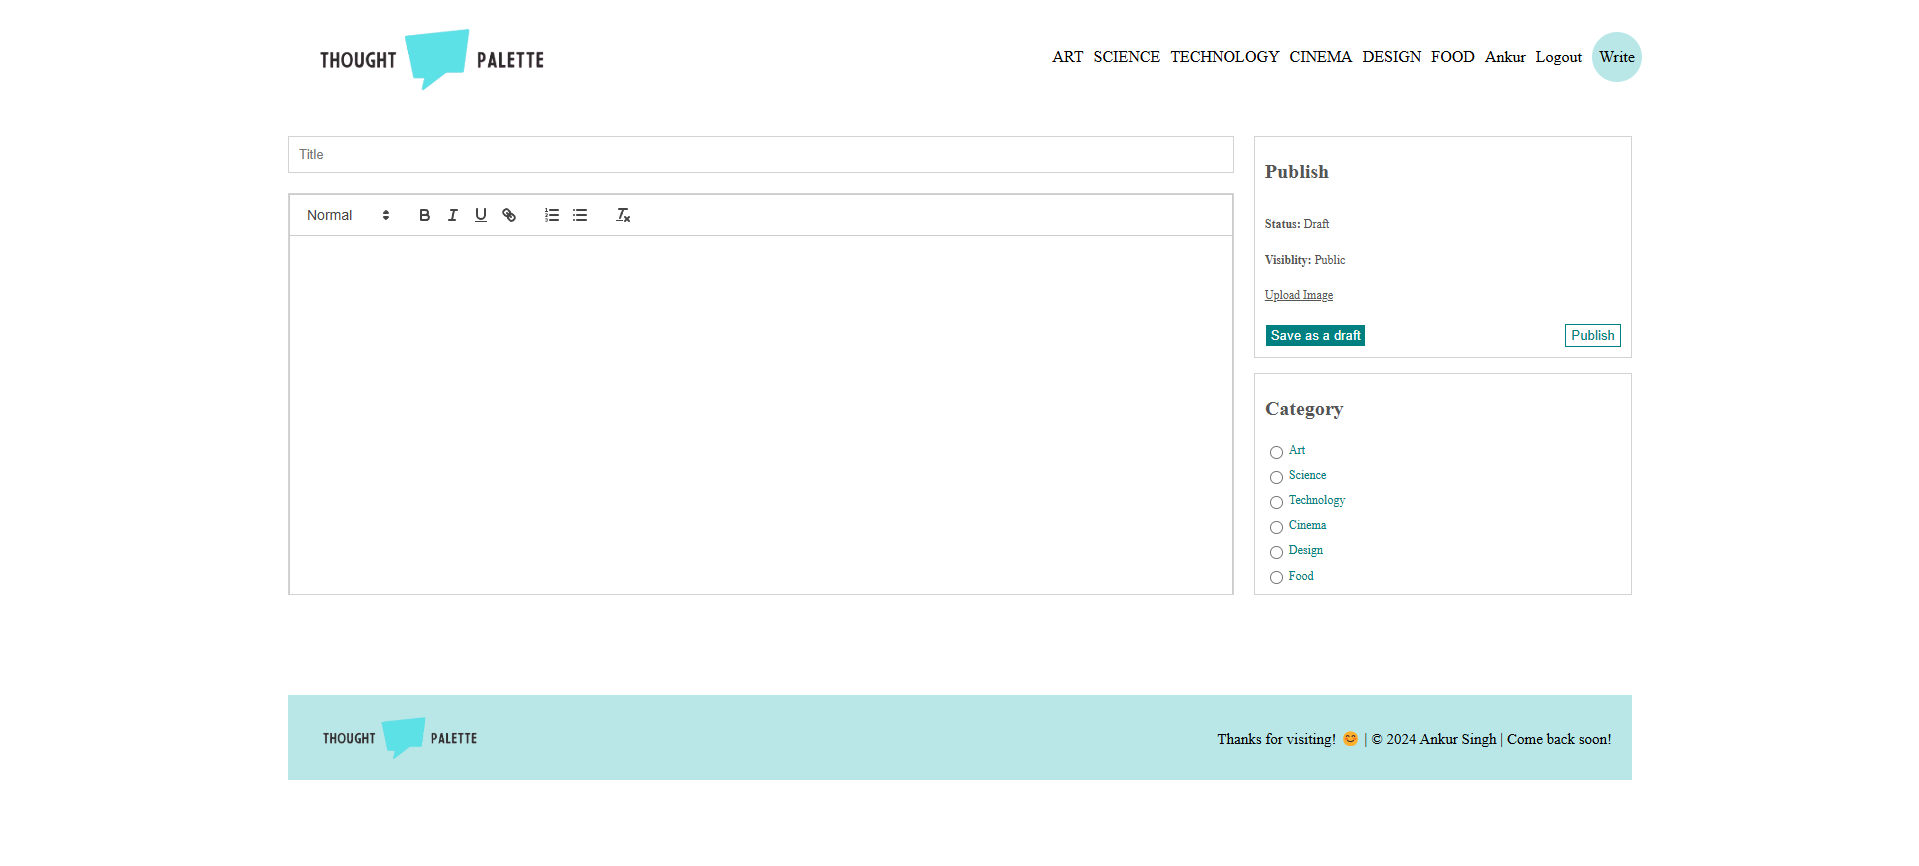 THOUGHT PALETTE
ART SCIENCE TECHNOLOGY CINEMA DESIGN FOOD Ankur Logout Write
Title
Normal
Publish
Status: Draft
Visiblity: Public
Upload Image
Save as a draft Publish
Category
Art
Science
Technology
Cinema
Design
Food
THOUGHT PALETTE
Thanks for visiting! 😊 | © 2024 Ankur Singh | Come back soon!